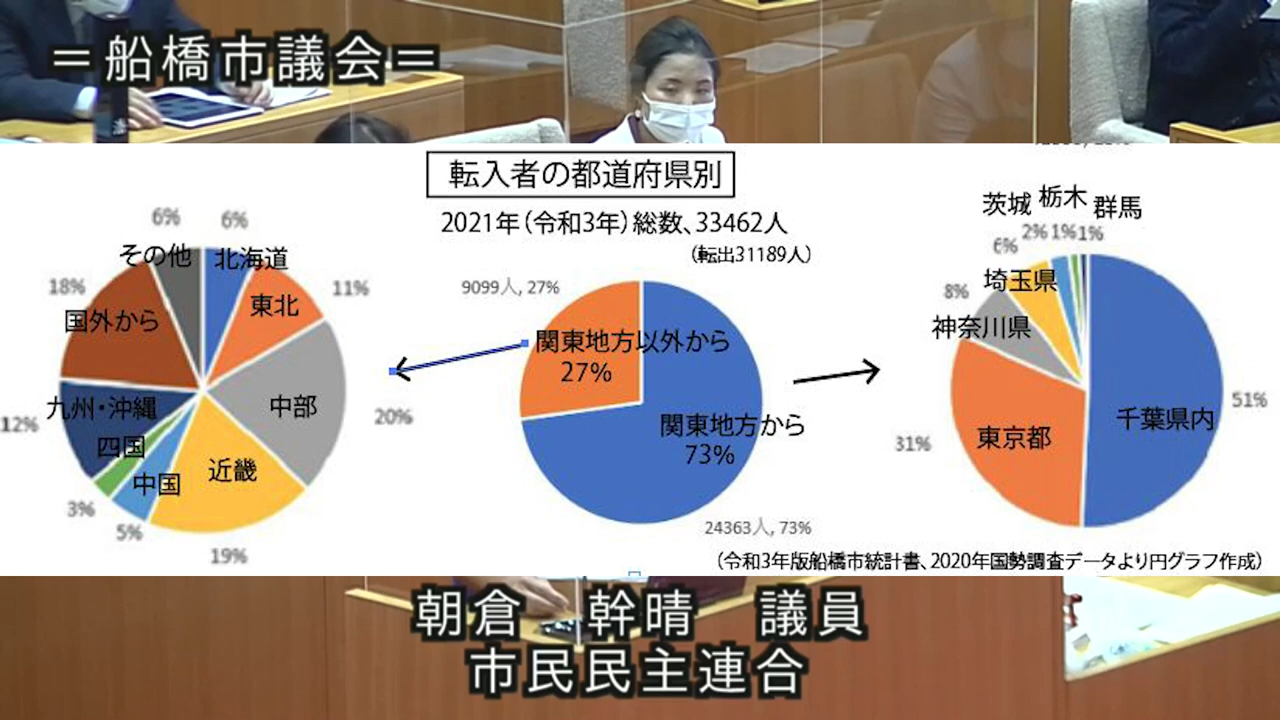 ＝船橋市議会＝
転入者の都道府県別
2021年（令和3年）総数、33462人
（転出31189人）
6%
6%
その他
北海道
18%
11%
国外から
東北
九州・沖縄
中部
12%
20%
四国
近畿
中国
3%
5%
19%
9099人, 27%
関東地方以外から
27%
関東地方から
73%
24363人, 73%
茨城
栃木
群馬
2%
1%
1%
6%
埼玉県
8%
神奈川県
51%
千葉県内
31%
東京都
（令和3年版船橋市統計書、2020年国勢調査データより円グラフ作成）
朝倉　幹晴　議員
市民民主連合